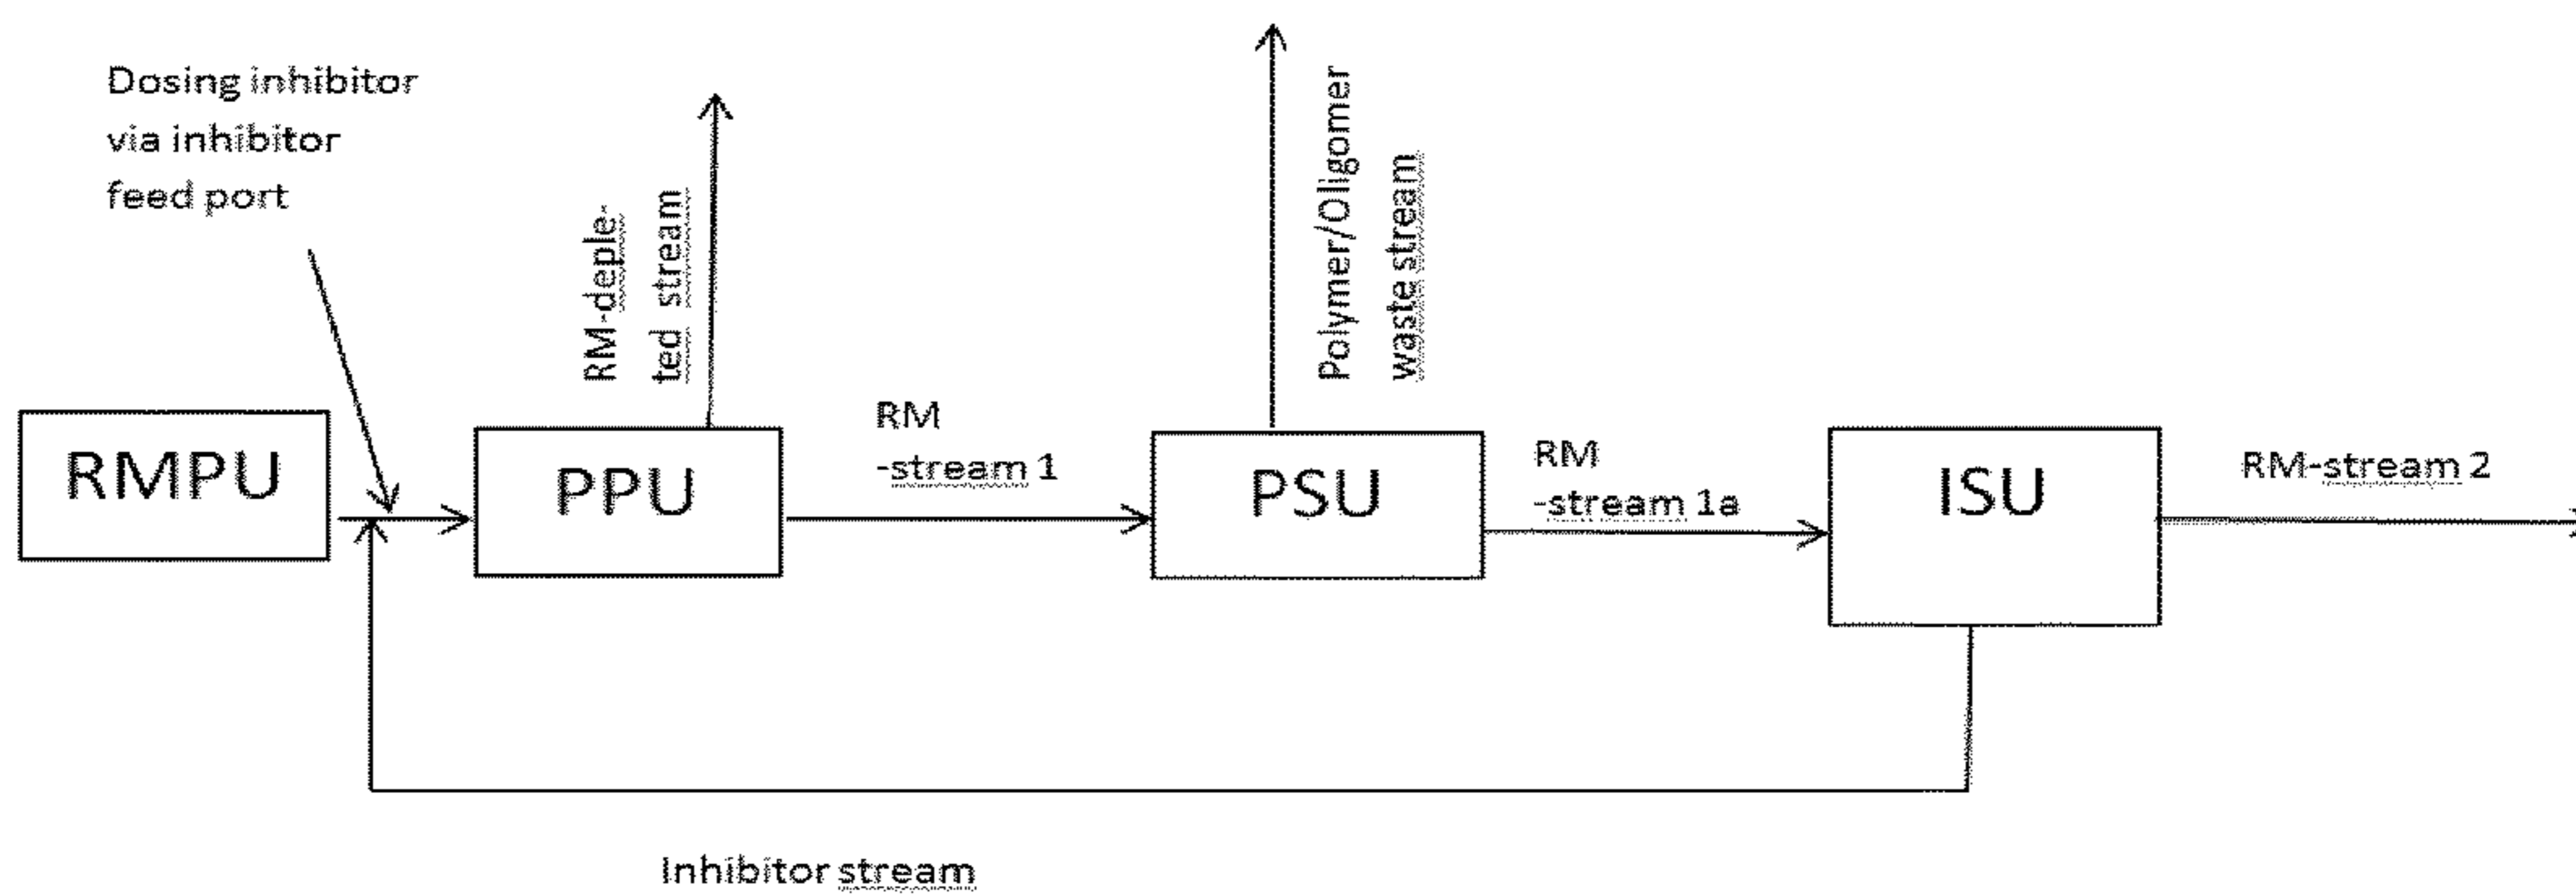 Dosing inhibitor
via inhibitor
feed port
RM-deple-
ted stream
Polymer/Oligomer
waste stream
RMPU
PPU
RM
-stream 1
PSU
RM
-stream 1a
ISU
RM-stream 2
Inhibitor stream